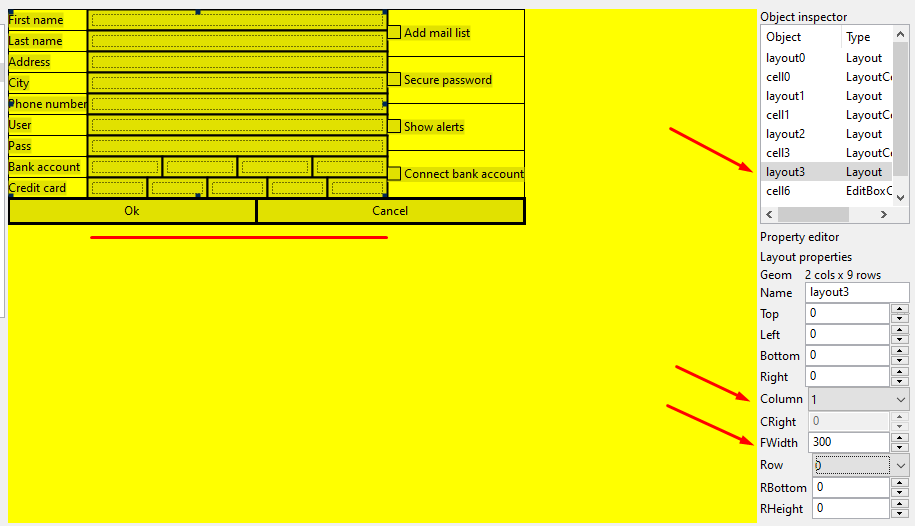 First name
Last name
Address
City
Phone number
User
Pass
Bank account
Credit card
Add mail list
Secure password
Show alerts
Connect bank account
Ok Cancel
Object inspector
Object Type
layout0 Layout
cell0 LayoutCe
layout1 Layout
cell1 LayoutCe
layout2 Layout
cell3 LayoutCe
layout3 Layout
cell6 EditBoxC
Property editor
Layout properties
Geom 2 cols x 9 rows
Name layout3
Top 0
Left 0
Bottom 0
Right 0
Column 1
CRight 0
FWidth 300
Row 0
RBottom 0
RHeight 0